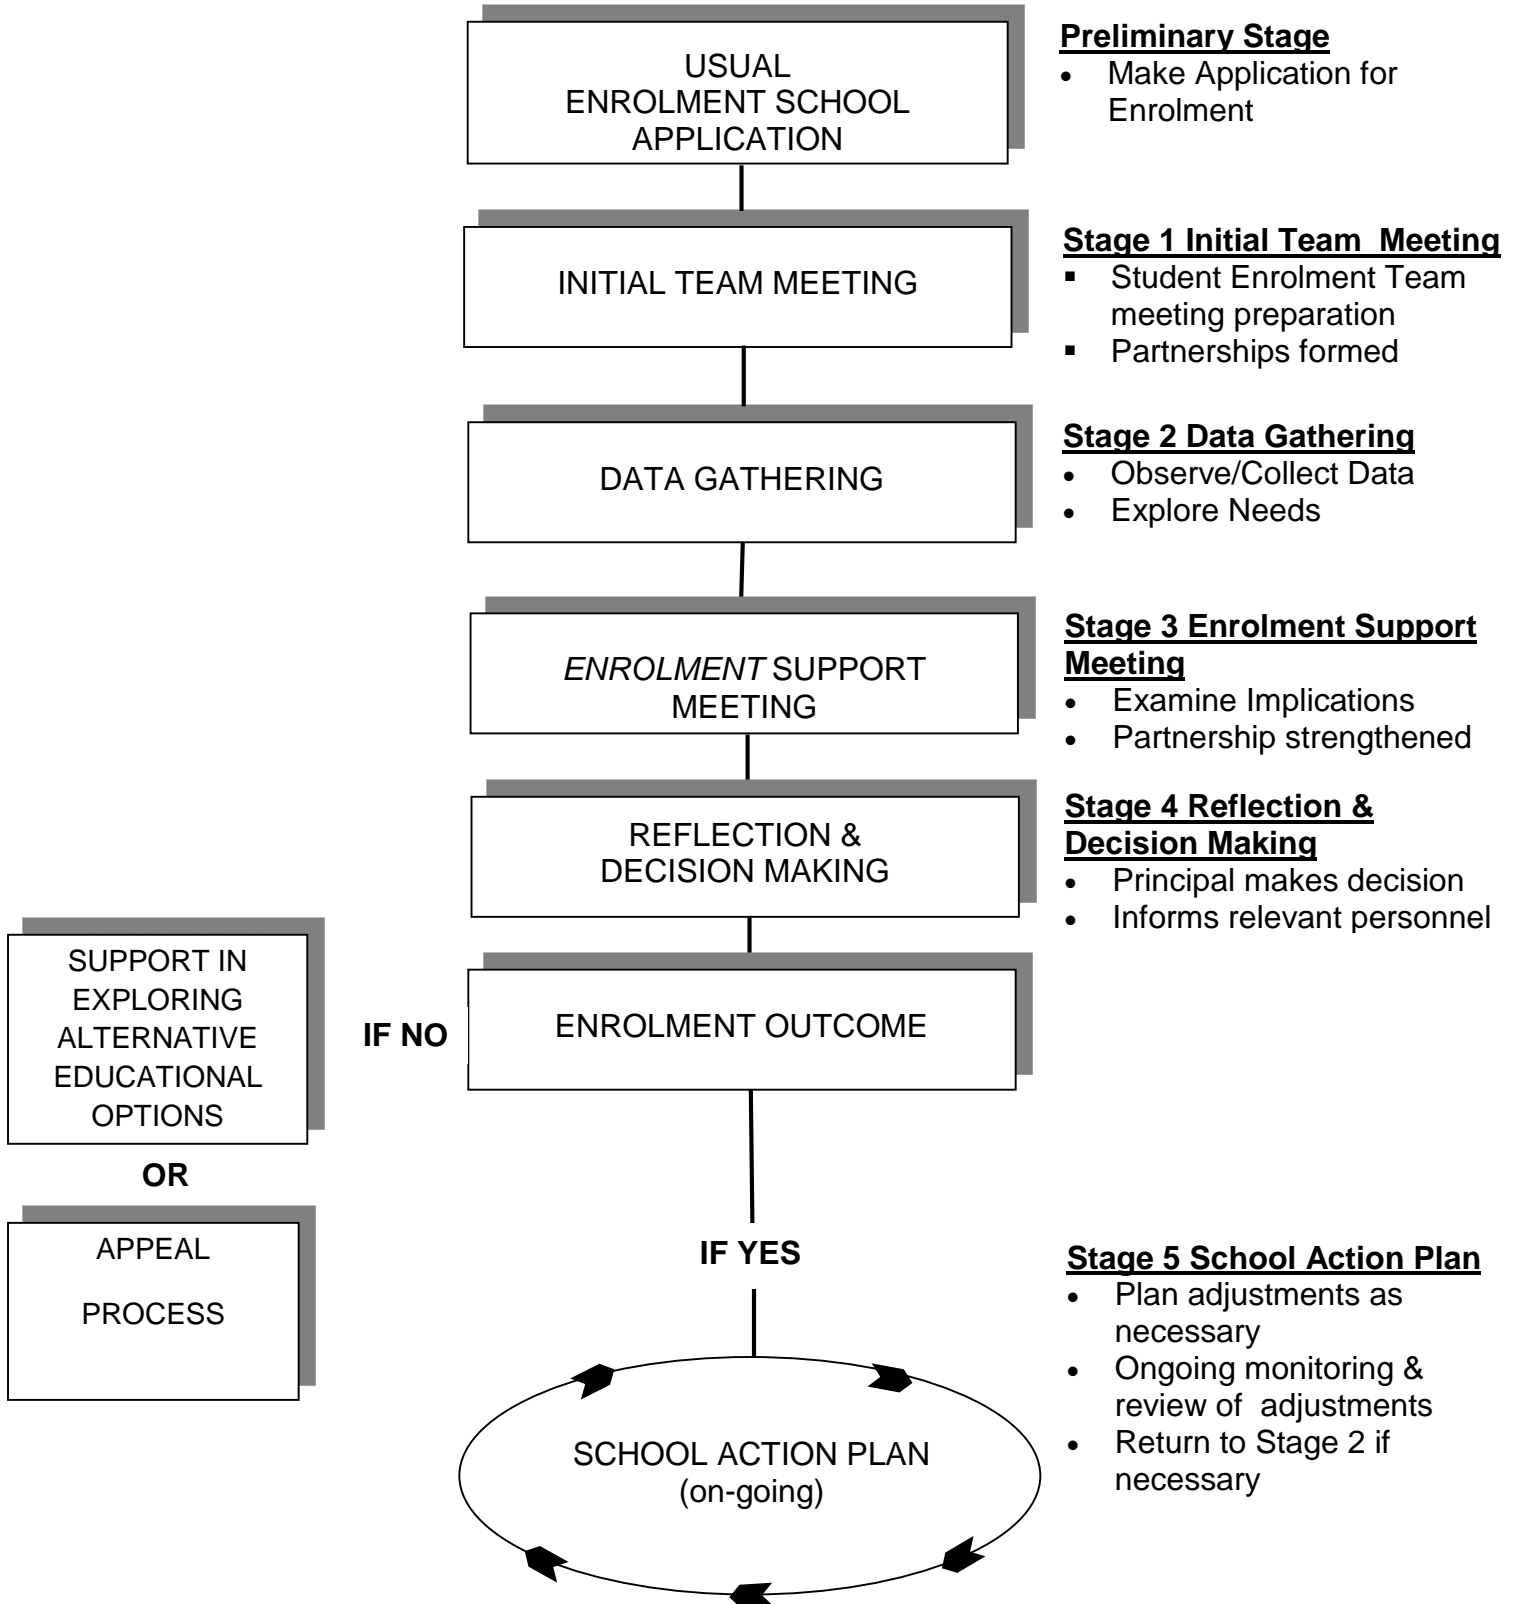 USUAL
ENROLMENT SCHOOL
APPLICATION
Preliminary Stage
• Make Application for
Enrolment
INITIAL TEAM MEETING
Stage 1 Initial Team  Meeting
▪ Student Enrolment Team
meeting preparation
▪ Partnerships formed
DATA GATHERING
Stage 2 Data Gathering
• Observe/Collect Data
• Explore Needs
ENROLMENT SUPPORT
MEETING
Stage 3 Enrolment Support
Meeting
• Examine Implications
• Partnership strengthened
REFLECTION &
DECISION MAKING
Stage 4 Reflection &
Decision Making
• Principal makes decision
• Informs relevant personnel
ENROLMENT OUTCOME
IF NO
SUPPORT IN
EXPLORING
ALTERNATIVE
EDUCATIONAL
OPTIONS
OR
APPEAL
PROCESS
IF YES
SCHOOL ACTION PLAN
(on-going)
Stage 5 School Action Plan
• Plan adjustments as
necessary
• Ongoing monitoring &
review of  adjustments
• Return to Stage 2 if
necessary